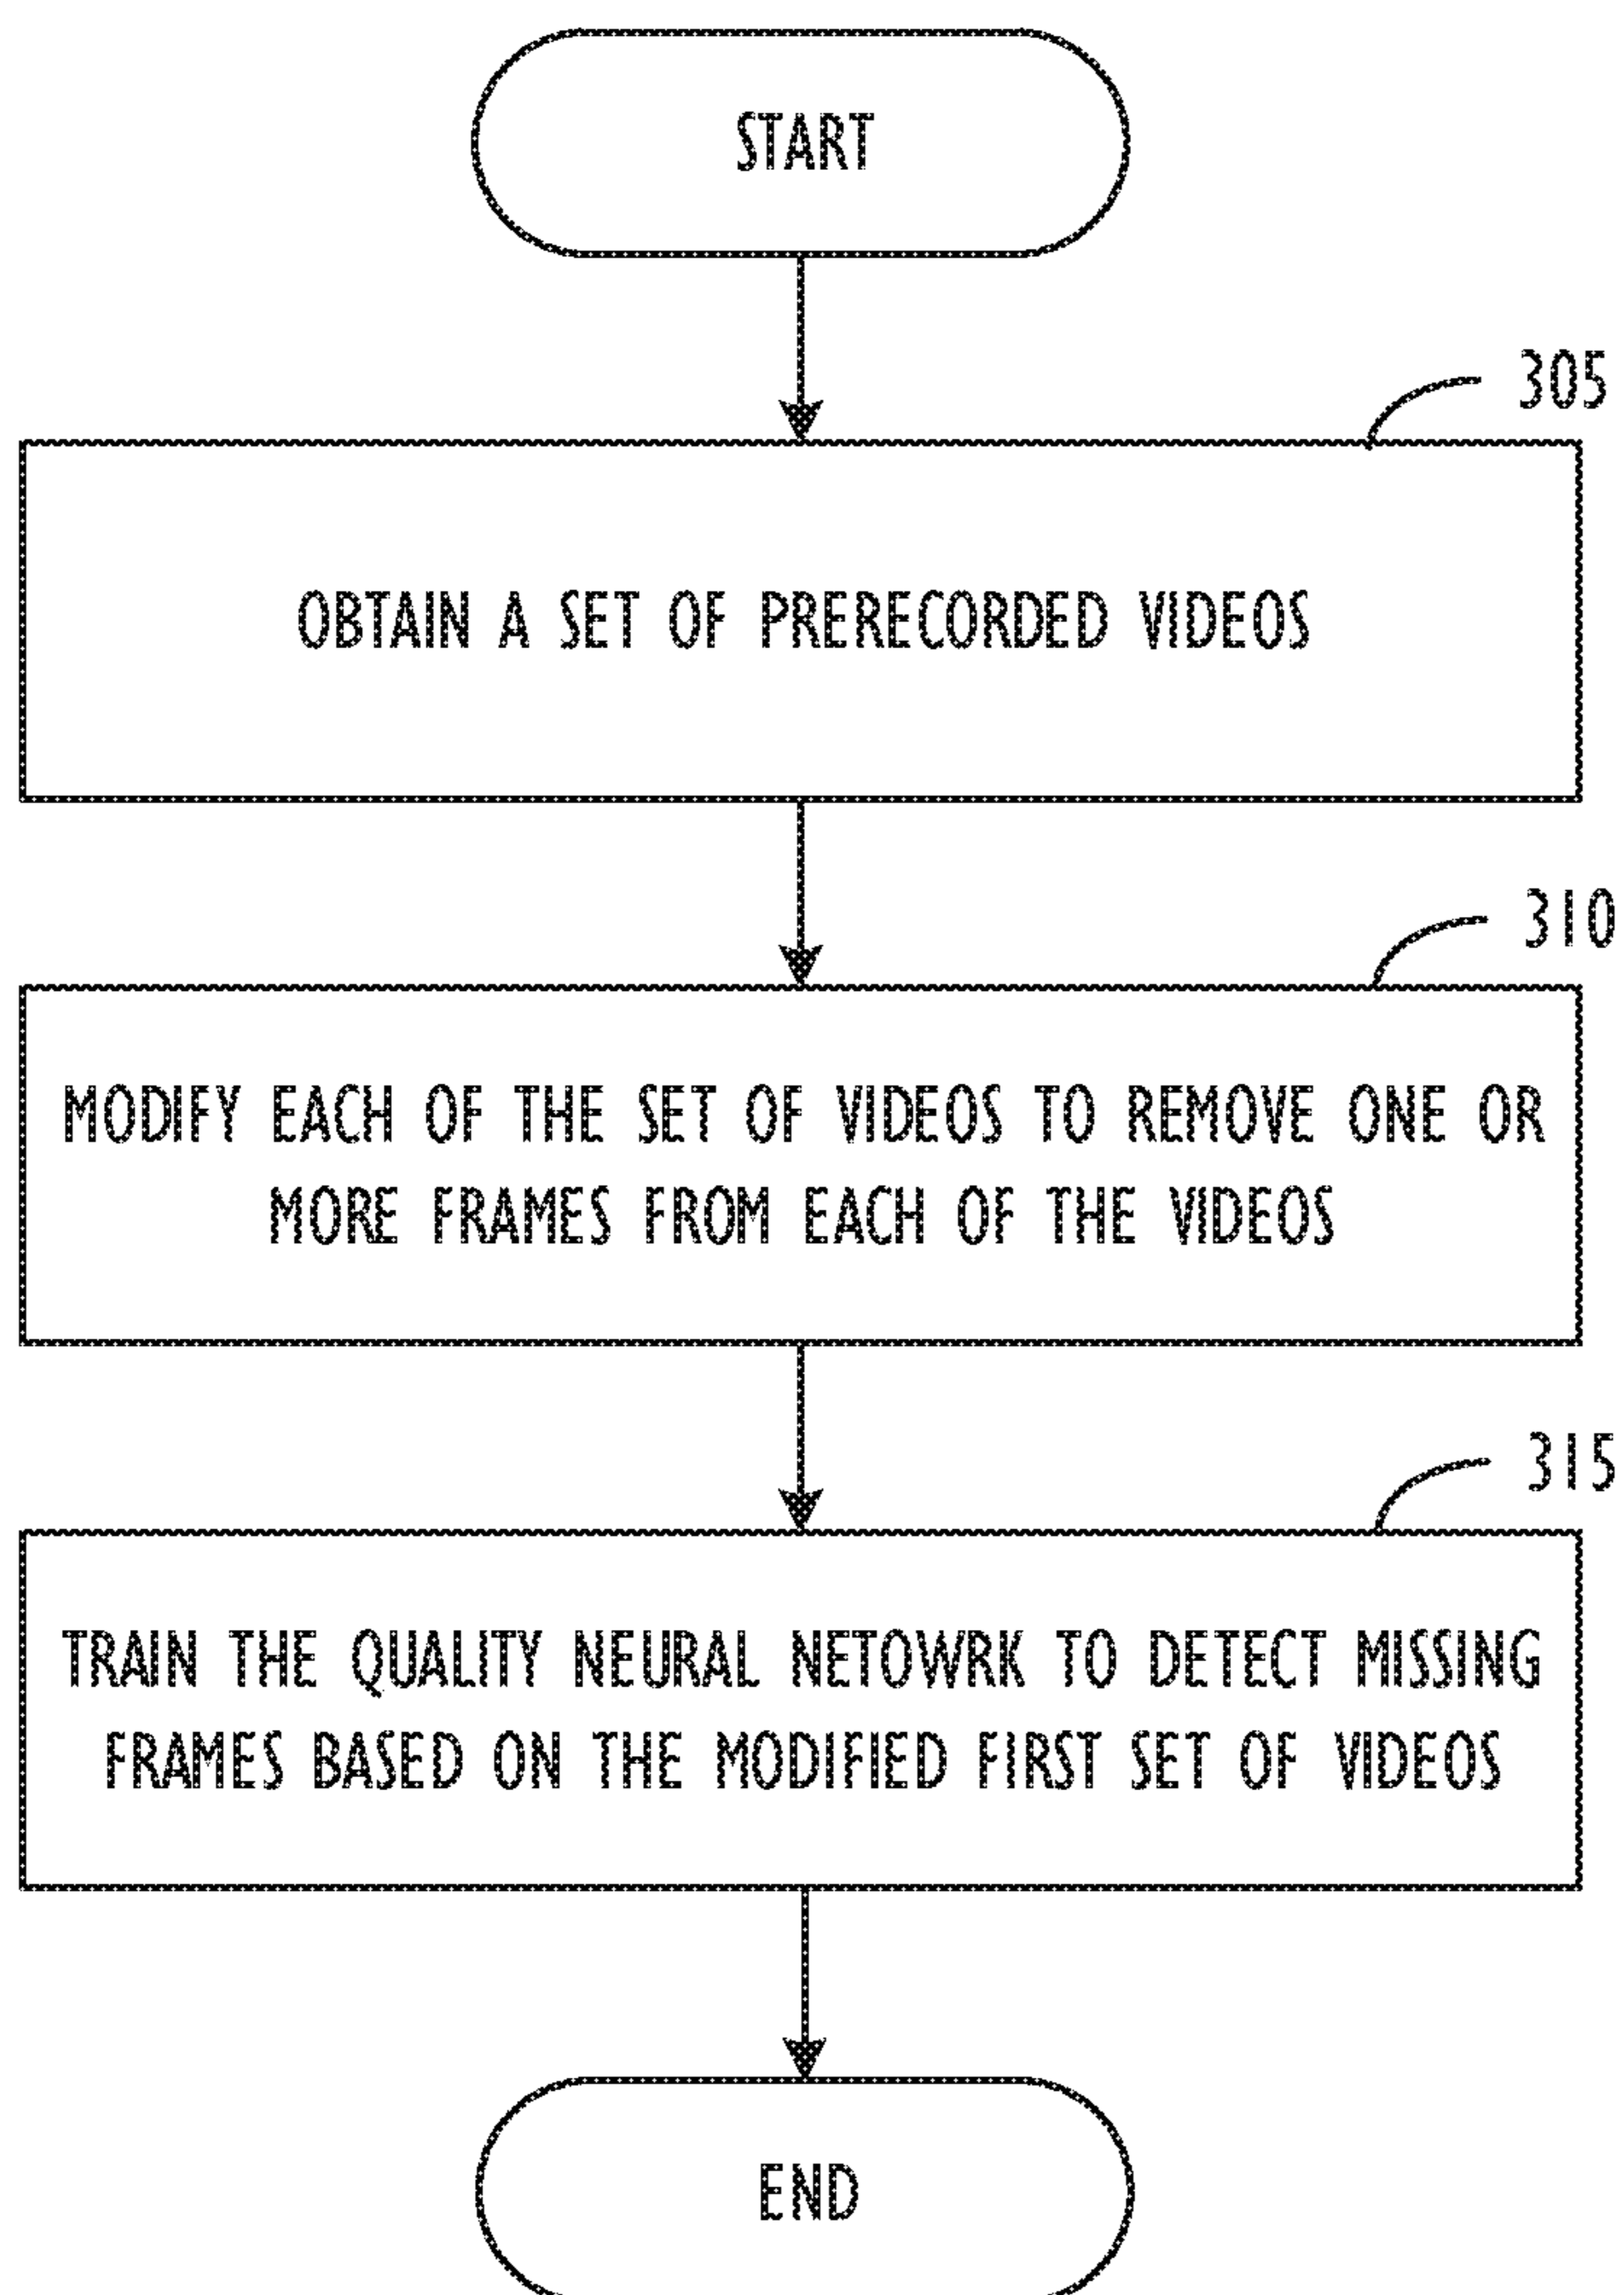 START
305
OBTAIN A SET OF PRERECORDED VIDEOS
310
MODIFY EACH OF THE SET OF VIDEOS TO REMOVE ONE OR
MORE FRAMES FROM EACH OF THE VIDEOS
315
TRAIN THE QUALITY NEURAL NETOWRK TO DETECT MISSING
FRAMES BASED ON THE MODIFIED FIRST SET OF VIDEOS
END